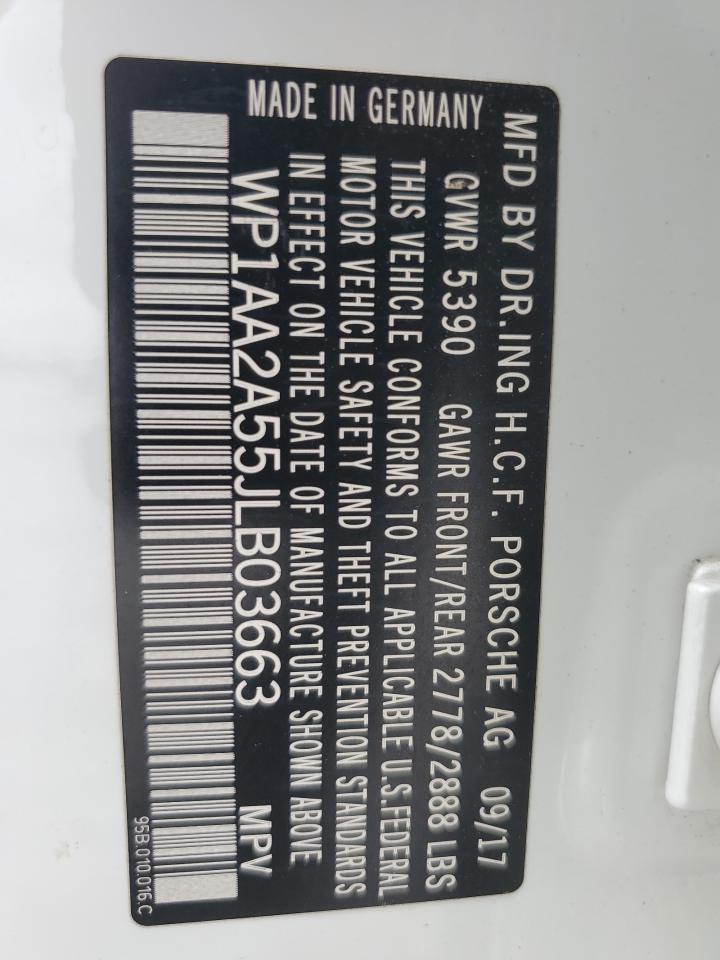 MFD BY DR.ING H.C.F. PORSCHE AG 09/17
GVWR 5390 GAWR FRONT/REAR 2778/2888 LBS
THIS VEHICLE CONFORMS TO ALL APPLICABLE U.S.FEDERAL
MOTOR VEHICLE SAFETY AND THEFT PREVENTION STANDARDS
IN EFFECT ON THE DATE OF MANUFACTURE SHOWN ABOVE
MADE IN GERMANY
WP1AA2A55JLB03663 MPV
95B.010.016.C